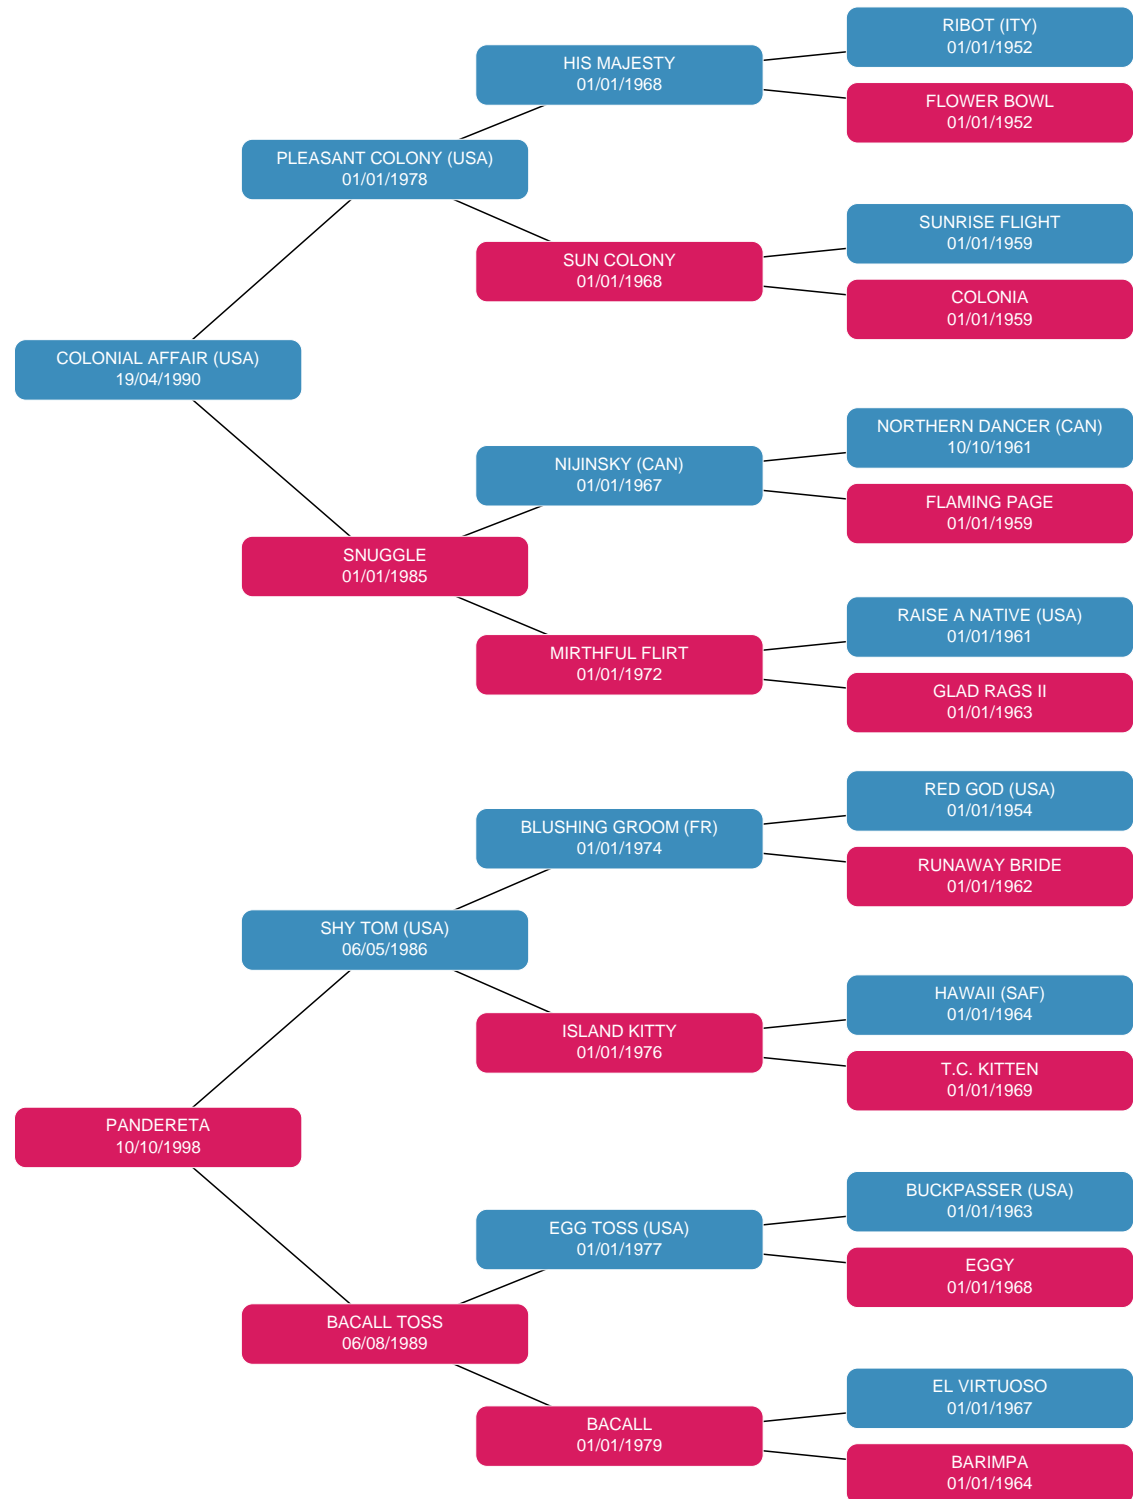 RIBOT (ITY)
01/01/1952
HIS MAJESTY
01/01/1968
FLOWER BOWL
01/01/1952
PLEASANT COLONY (USA)
01/01/1978
SUNRISE FLIGHT
01/01/1959
SUN COLONY
01/01/1968
COLONIA
01/01/1959
COLONIAL AFFAIR (USA)
19/04/1990
NORTHERN DANCER (CAN)
10/10/1961
NIJINSKY (CAN)
01/01/1967
FLAMING PAGE
01/01/1959
SNUGGLE
01/01/1985
RAISE A NATIVE (USA)
01/01/1961
MIRTHFUL FLIRT
01/01/1972
GLAD RAGS II
01/01/1963
RED GOD (USA)
01/01/1954
BLUSHING GROOM (FR)
01/01/1974
RUNAWAY BRIDE
01/01/1962
SHY TOM (USA)
06/05/1986
HAWAII (SAF)
01/01/1964
ISLAND KITTY
01/01/1976
T.C. KITTEN
01/01/1969
PANDERETA
10/10/1998
BUCKPASSER (USA)
01/01/1963
EGG TOSS (USA)
01/01/1977
EGGY
01/01/1968
BACALL TOSS
06/08/1989
EL VIRTUOSO
01/01/1967
BACALL
01/01/1979
BARIMPA
01/01/1964